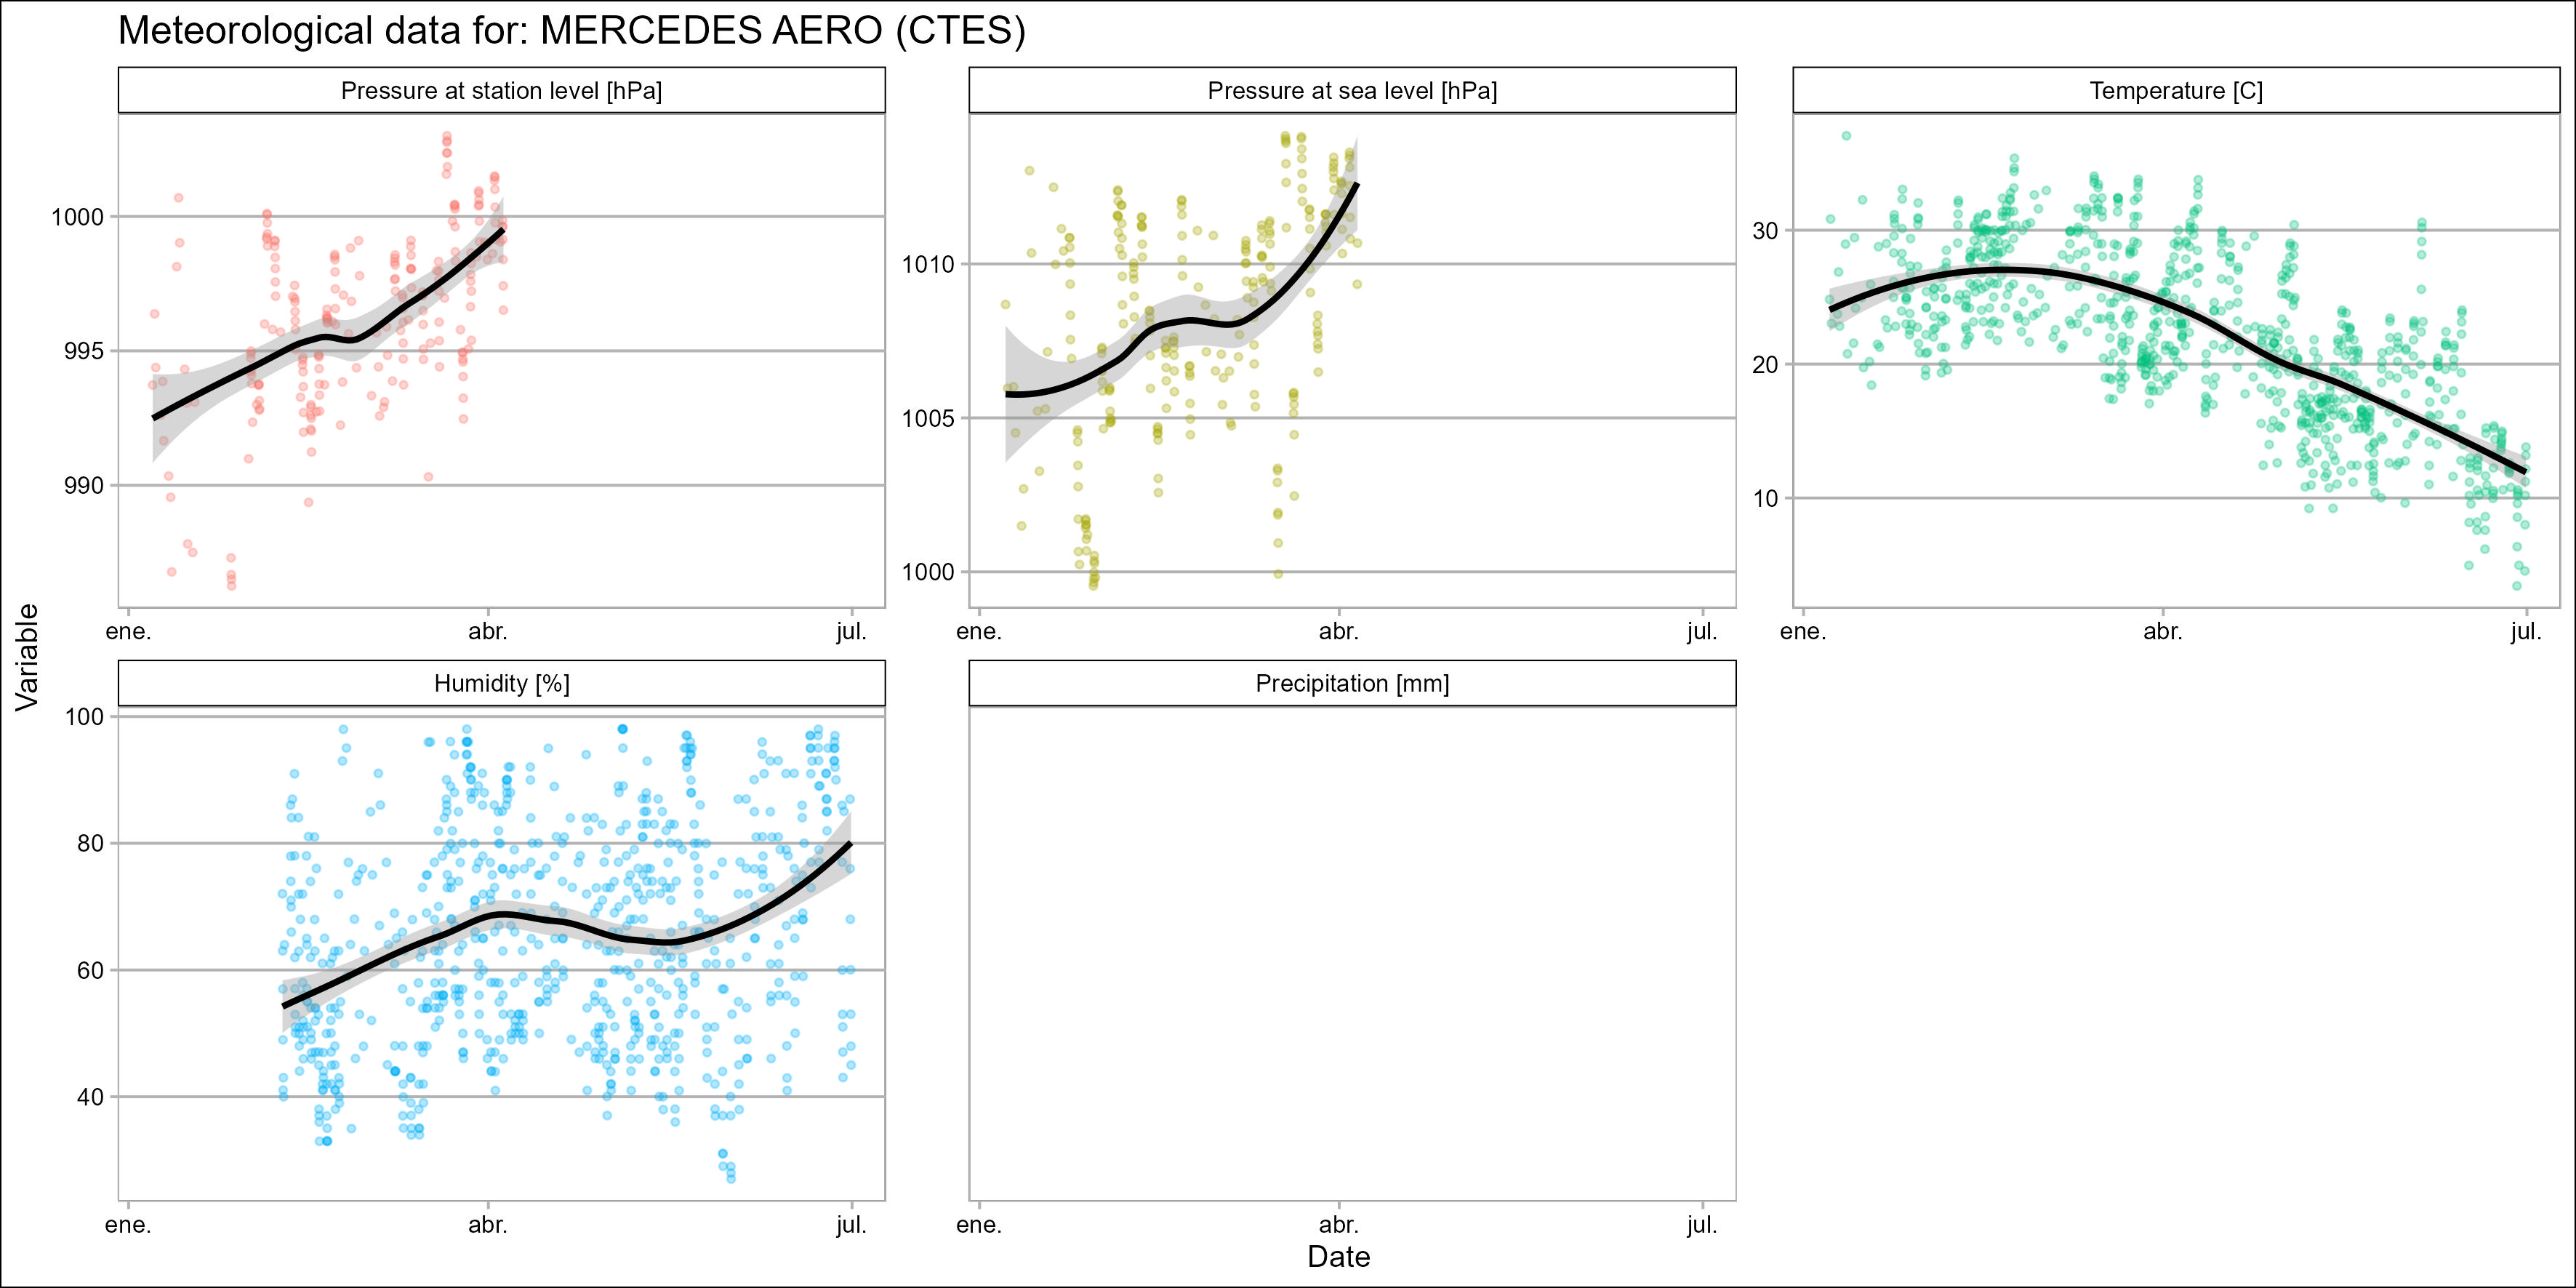 Meteorological data for: MERCEDES AERO (CTES)
Pressure at station level [hPa]
Pressure at sea level [hPa]
Temperature [C]
1000
995
990
1010
1005
1000
30
20
10
ene. abr. jul.
ene. abr. jul.
ene. abr. jul.
Variable
Humidity [%]
Precipitation [mm]
100
80
60
40
ene. abr. jul.
ene. abr. jul.
Date